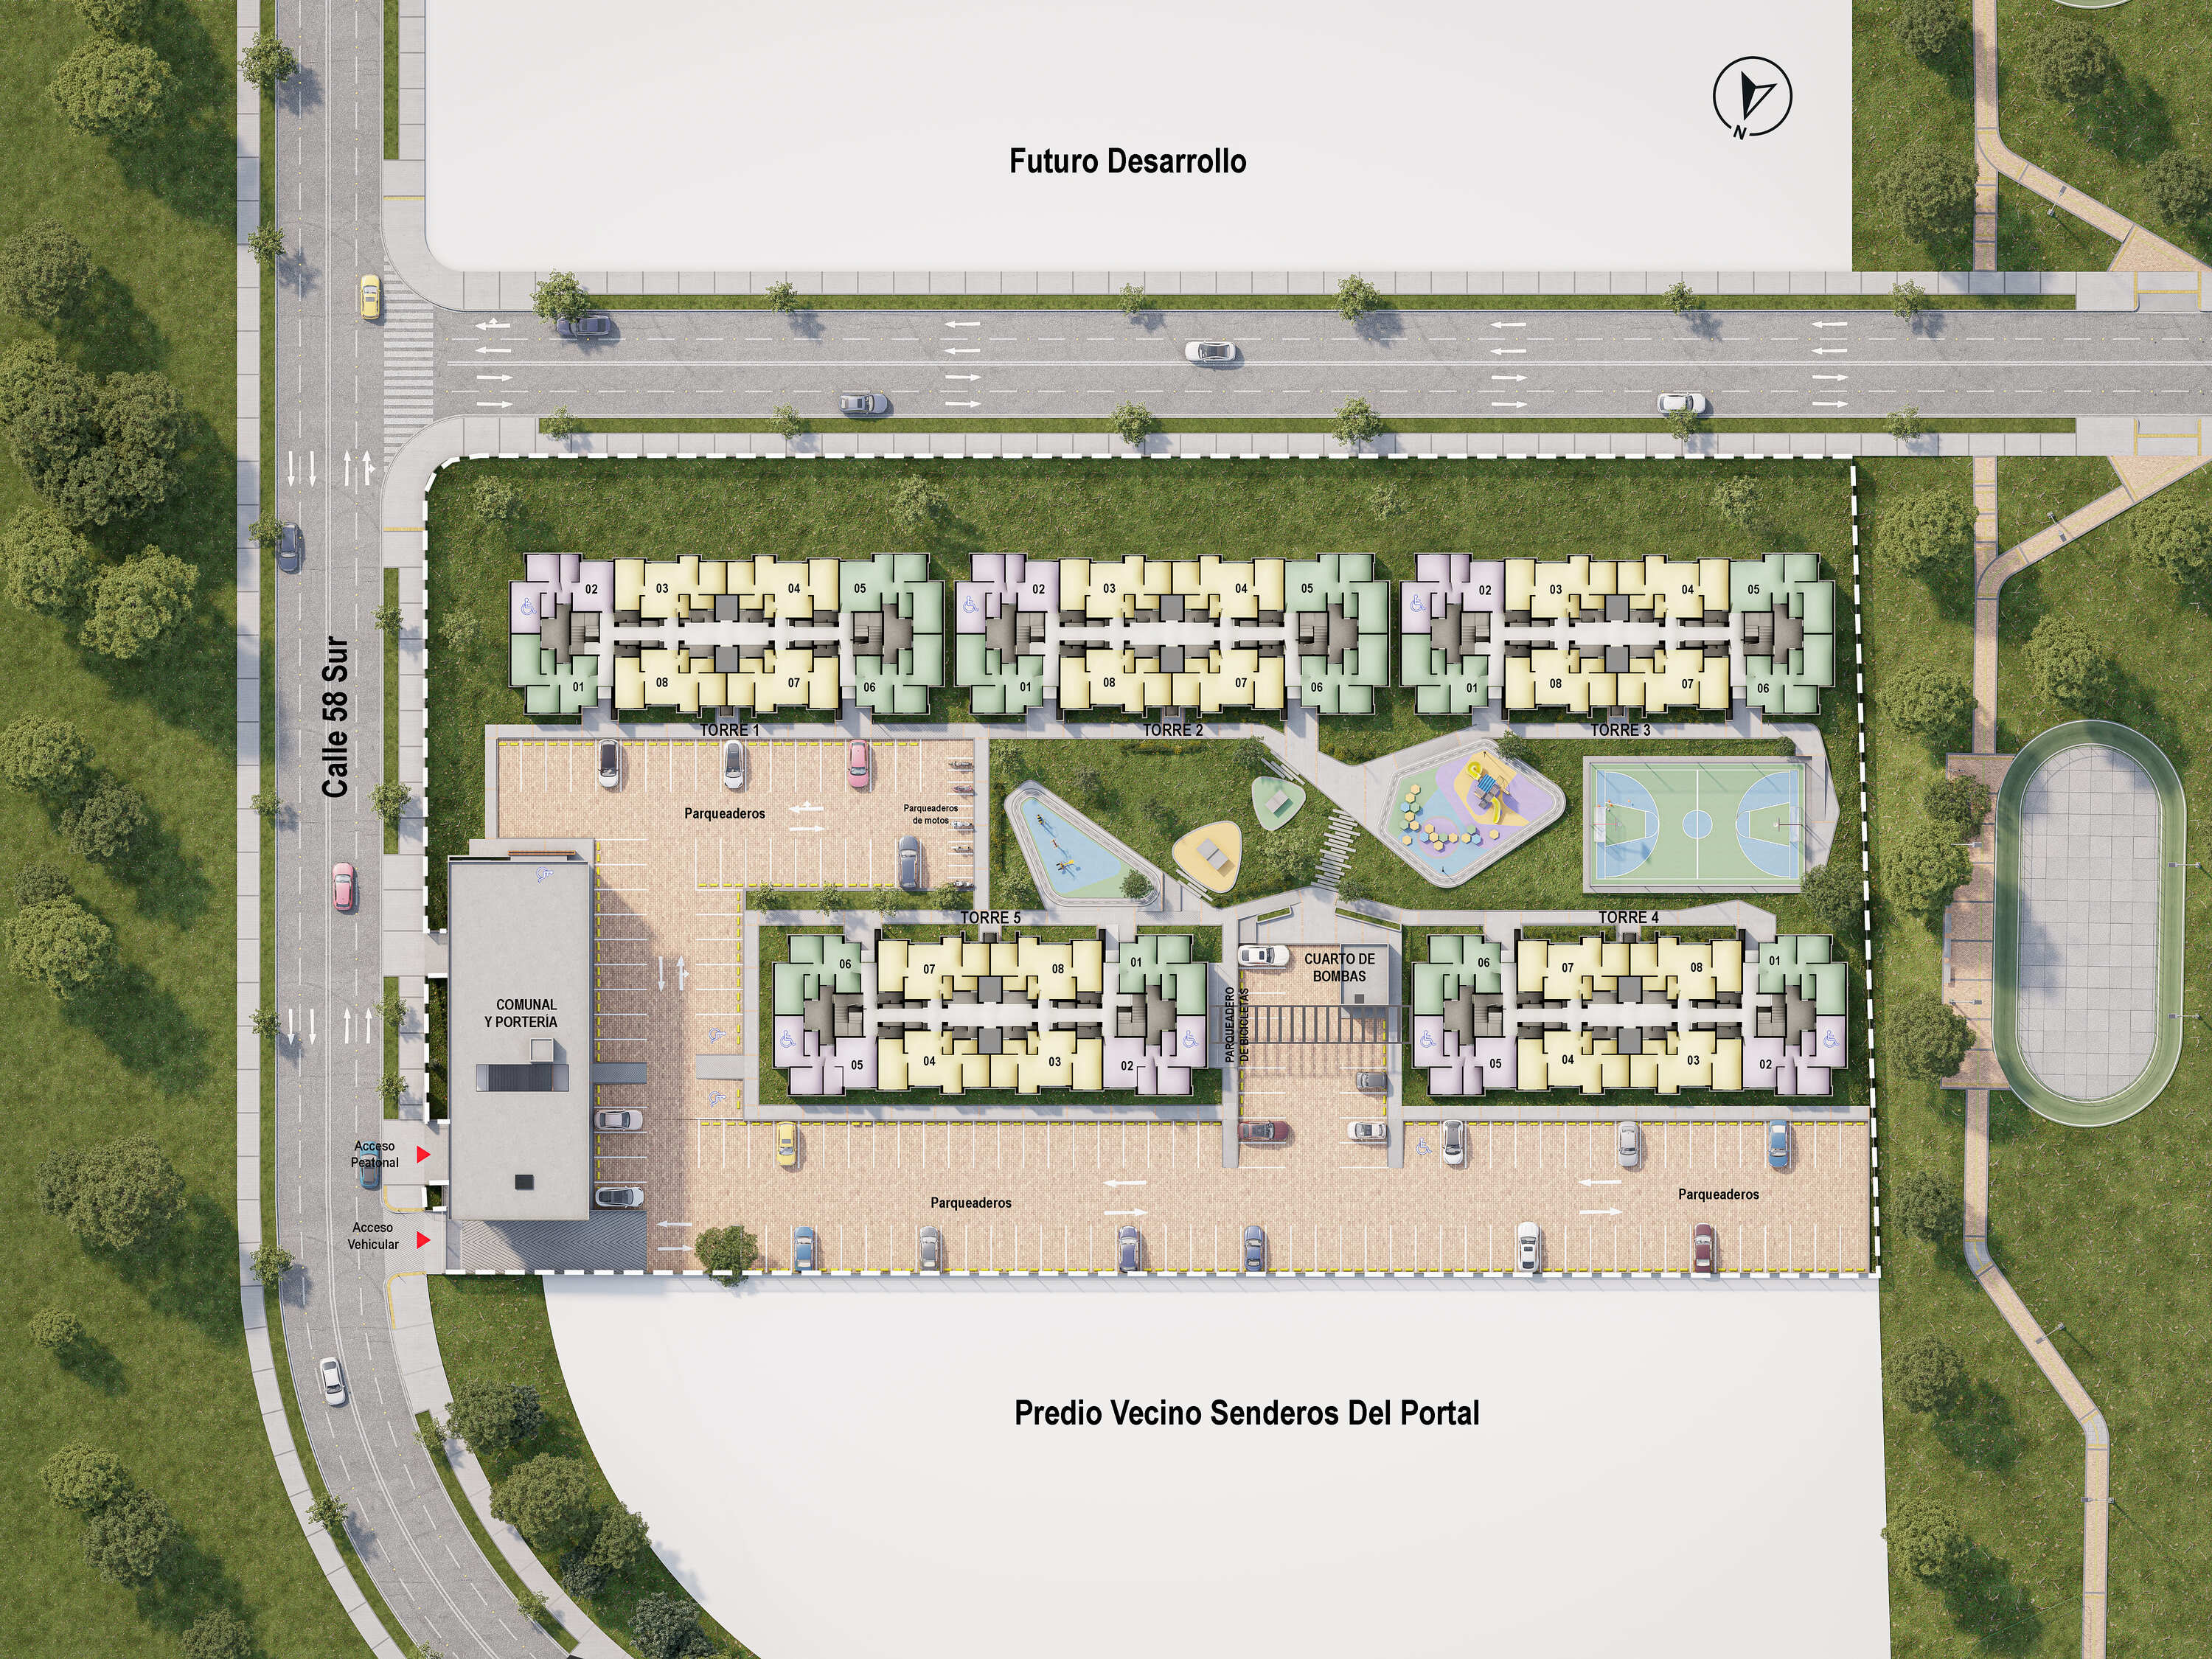 Futuro Desarrollo
N
Calle 58 Sur
02
03
04
05
01
08
07
06
TORRE 1
02
03
04
05
01
08
07
06
TORRE 2
02
03
04
05
01
08
07
06
TORRE 3
Parqueaderos
Parqueaderos
de motos
TORRE 5
06
07
08
01
05
04
03
02
CUARTO DE
BOMBAS
PARQUEADERO
DE BICICLETAS
TORRE 4
06
07
08
01
05
04
03
02
COMUNAL
Y PORTERÍA
Acceso
Peatonal
Acceso
Vehicular
Parqueaderos
Parqueaderos
Predio Vecino Senderos Del Portal